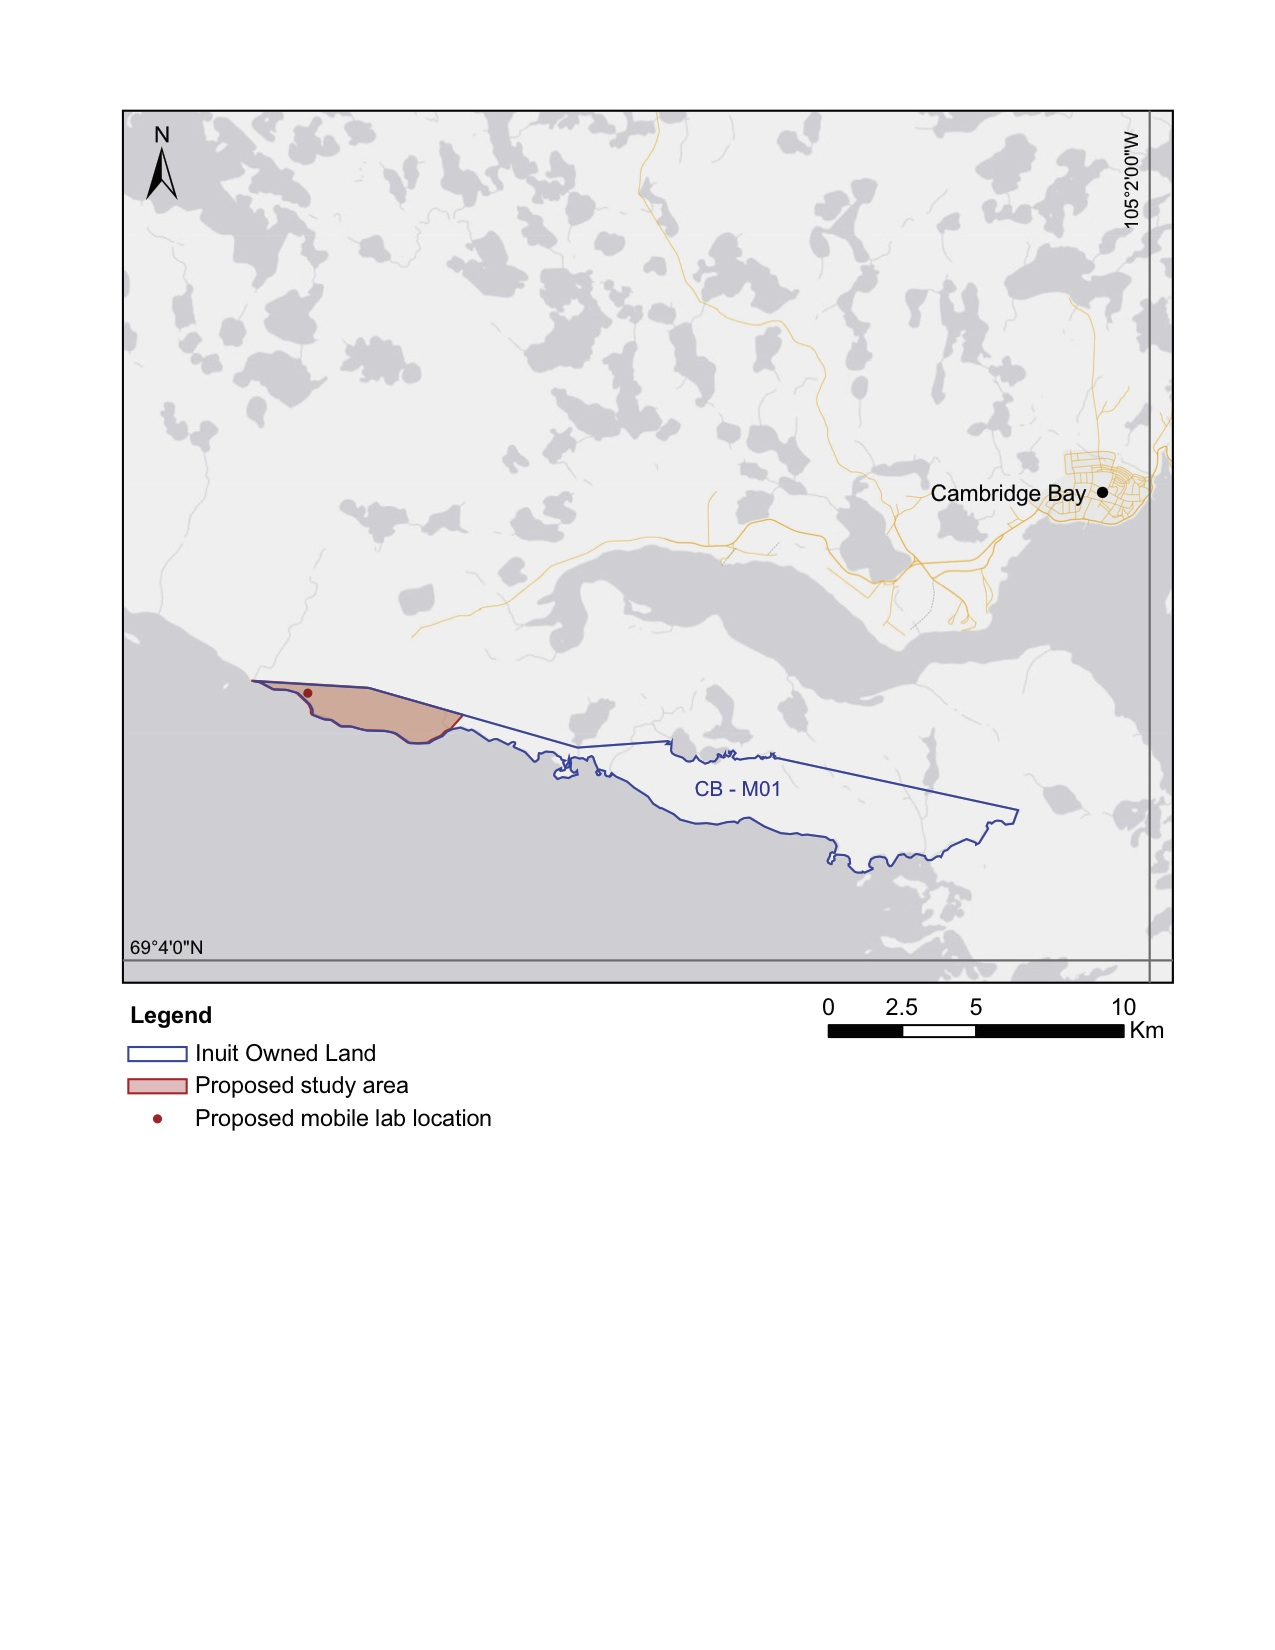 N
105°2'00"W
Cambridge Bay
CB - M01
69°4'0"N
Legend
Inuit Owned Land
Proposed study area
Proposed mobile lab location
0 2.5 5 10
Km